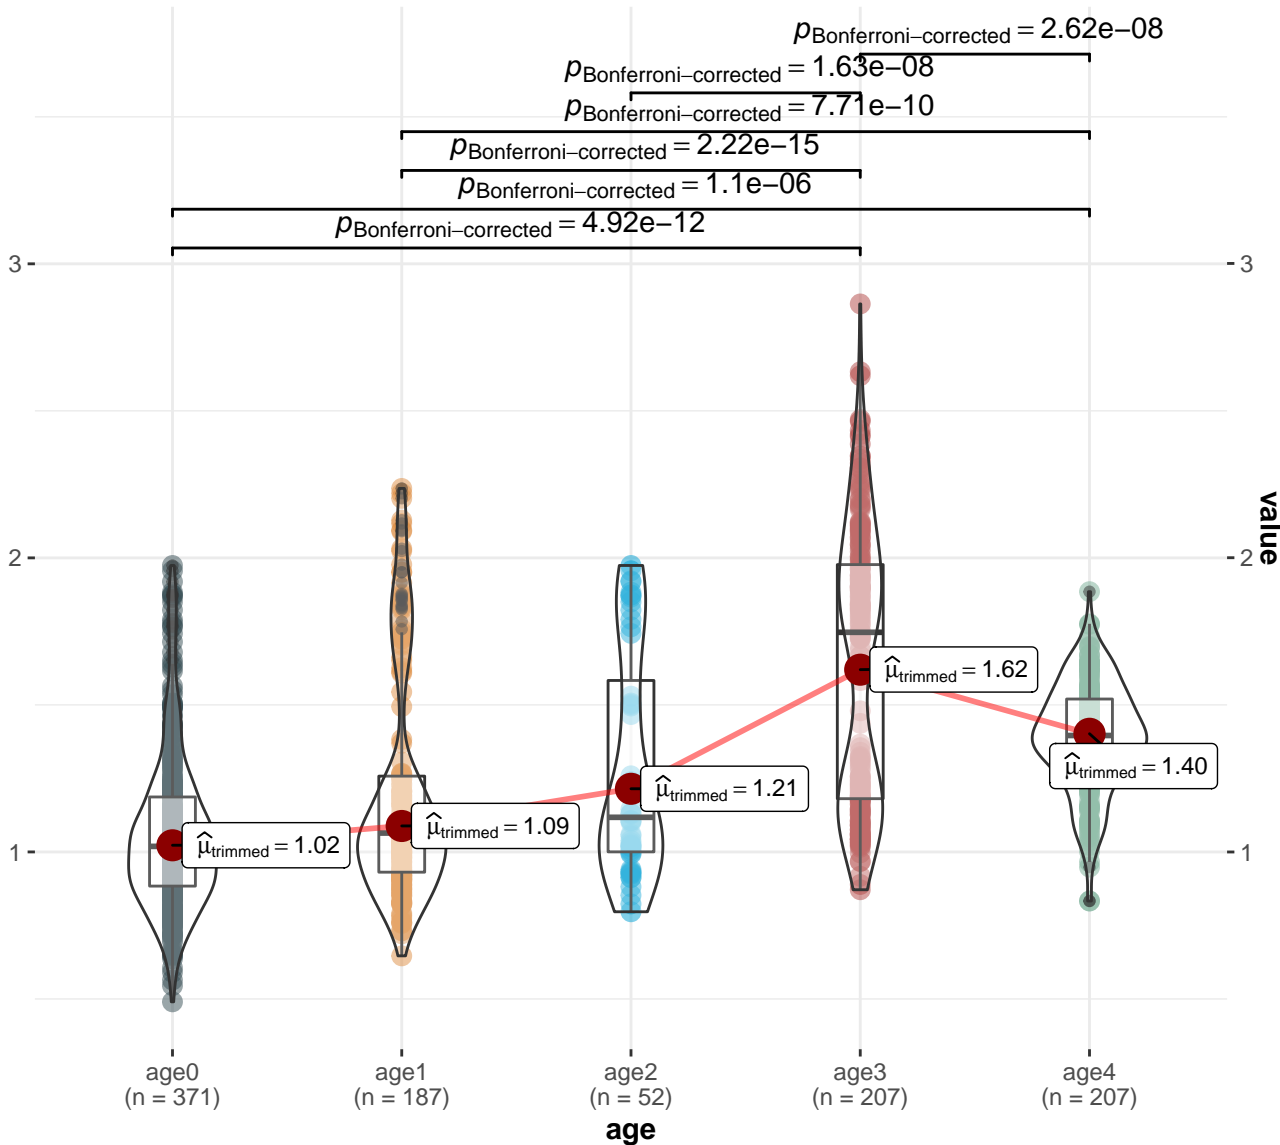 pBonferroni−corrected = 2.62e−08
pBonferroni−corrected = 1.63e−08
pBonferroni−corrected = 7.71e−10
pBonferroni−corrected = 2.22e−15
pBonferroni−corrected = 1.1e−06
pBonferroni−corrected = 4.92e−12
3
3
2
2
value
μ̂trimmed = 1.62
μ̂trimmed = 1.40
μ̂trimmed = 1.21
μ̂trimmed = 1.09
μ̂trimmed = 1.02
1
1
age0
(n = 371)
age1
(n = 187)
age2
(n = 52)
age3
(n = 207)
age4
(n = 207)
age